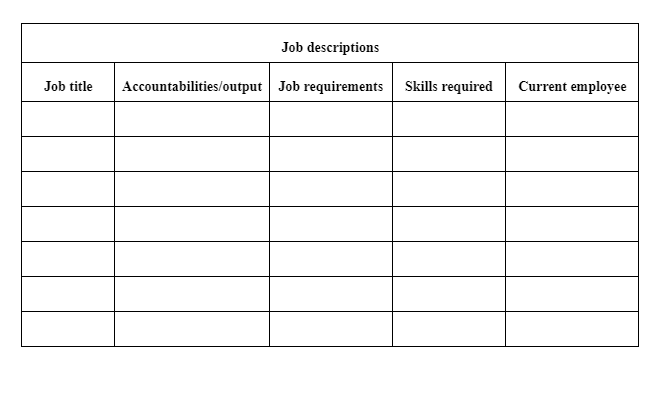 Job descriptions
Job title Accountabilities/output Job requirements Skills required Current employee